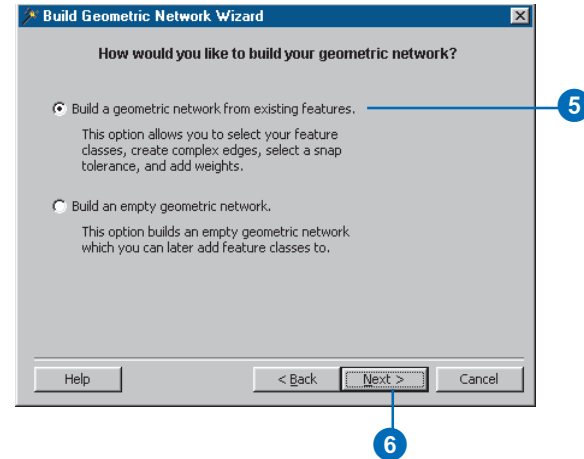 Build Geometric Network Wizard
How would you like to build your geometric network?
Build a geometric network from existing features.
5
This option allows you to select your feature
classes, create complex edges, select a snap
tolerance, and add weights.
Build an empty geometric network.
This option builds an empty geometric network
which you can later add feature classes to.
Help
< Back
Next >
Cancel
6